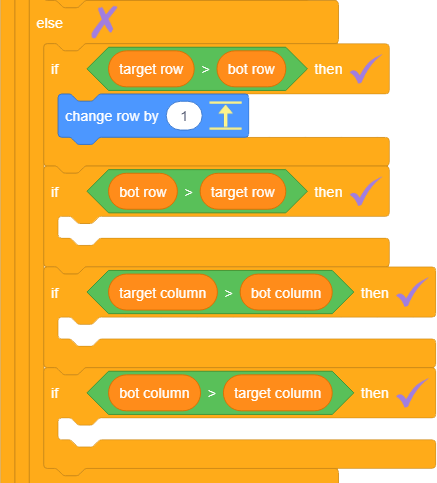 else
if target row > bot row then
change row by 1
if bot row > target row then
if target column > bot column then
if bot column > target column then